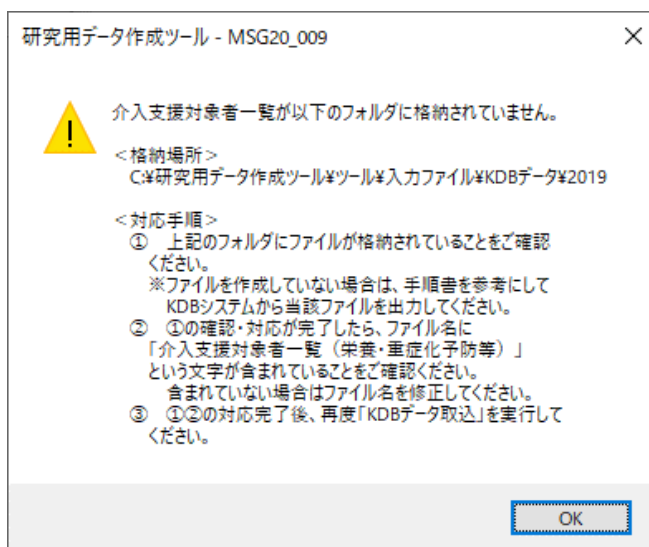 研究用データ作成ツール - MSG20_009
介入支援対象者一覧が以下のフォルダに格納されていません。
＜格納場所＞
C:¥研究用データ作成ツール¥ツール¥入力ファイル¥KDBデータ¥2019
＜対応手順＞
①　上記のフォルダにファイルが格納されていることをご確認
ください。
※ファイルを作成していない場合は、手順書を参考にして
KDBシステムから当該ファイルを出力してください。
②　①の確認・対応が完了したら、ファイル名に
「介入支援対象者一覧（栄養・重症化予防等）」
という文字が含まれていることをご確認ください。
含まれていない場合はファイル名を修正してください。
③　①②の対応完了後、再度「KDBデータ取込」を実行して
ください。
OK